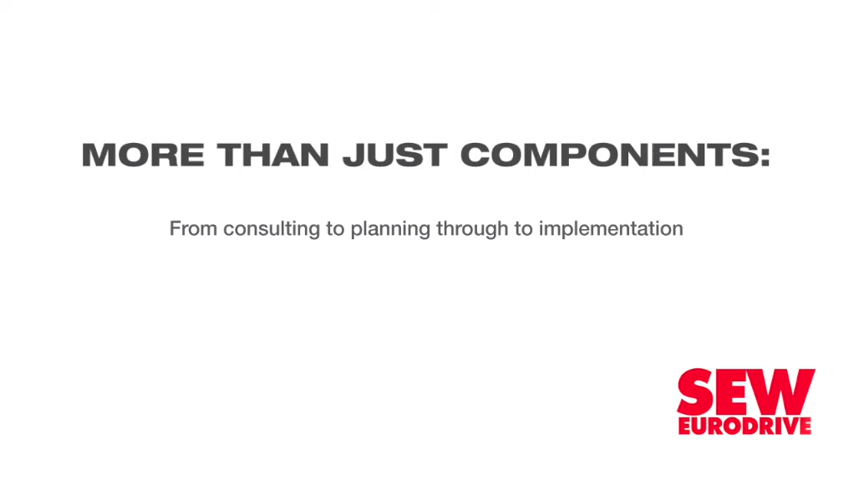 MORE THAN JUST COMPONENTS:
From consulting to planning through to implementation
SEW
EURODRIVE